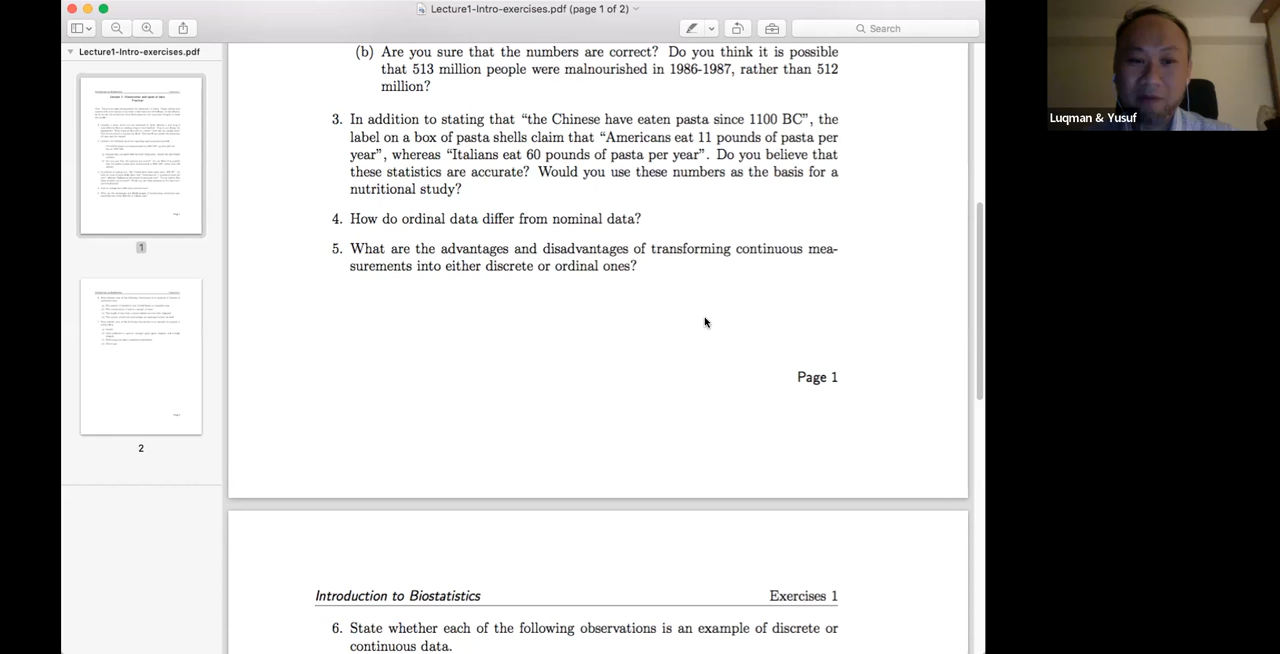 Lecture1-Intro-exercises.pdf (page 1 of 2)
Search
Lecture1-Intro-exercises.pdf
1
2
(b) Are you sure that the numbers are correct? Do you think it is possible
that 513 million people were malnourished in 1986-1987, rather than 512
million?
3. In addition to stating that “the Chinese have eaten pasta since 1100 BC”, the
label on a box of pasta shells claim that “Americans eat 11 pounds of pasta per
year”, whereas “Italians eat 60 pounds of pasta per year”. Do you believe that
these statistics are accurate? Would you use these numbers as the basis for a
nutritional study?
4. How do ordinal data differ from nominal data?
5. What are the advantages and disadvantages of transforming continuous mea-
surements into either discrete or ordinal ones?
Page 1
Introduction to Biostatistics Exercises 1
6. State whether each of the following observations is an example of discrete or
continuous data.
Luqman & Yusuf